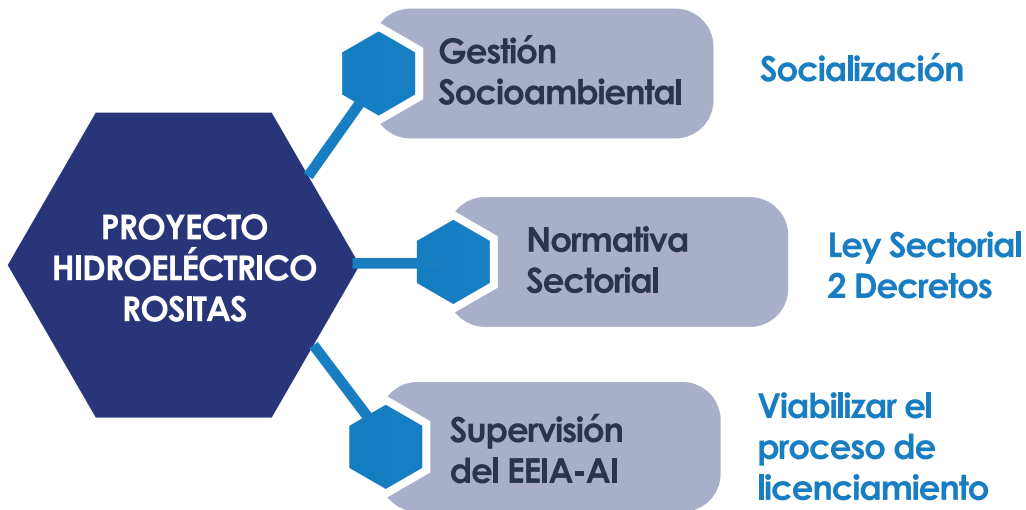 PROYECTO
HIDROELÉCTRICO
ROSITAS
Gestión
Socioambiental
Socialización
Normativa
Sectorial
Ley Sectorial
2 Decretos
Supervisión
del EEIA-AI
Viabilizar el
proceso de
licenciamiento